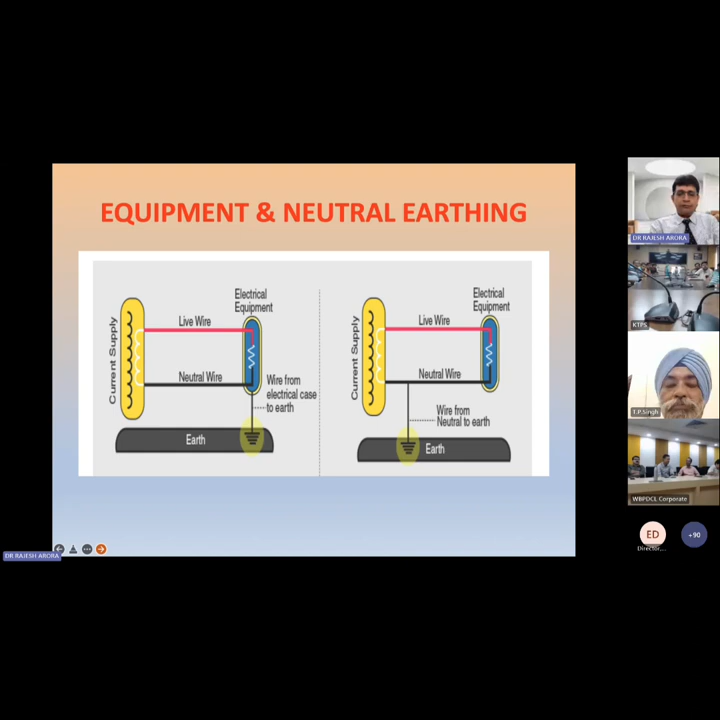 EQUIPMENT & NEUTRAL EARTHING
Current Supply
Live Wire
Neutral Wire
Electrical
Equipment
Wire from
electrical case
to earth
Earth
Current Supply
Live Wire
Neutral Wire
Electrical
Equipment
Wire from
Neutral to earth
Earth
DR RAJESH ARORA
DR RAJESH ARORA
KTPS
T.P.Singh
WBPDCL Corporate
ED
Director,...
+90